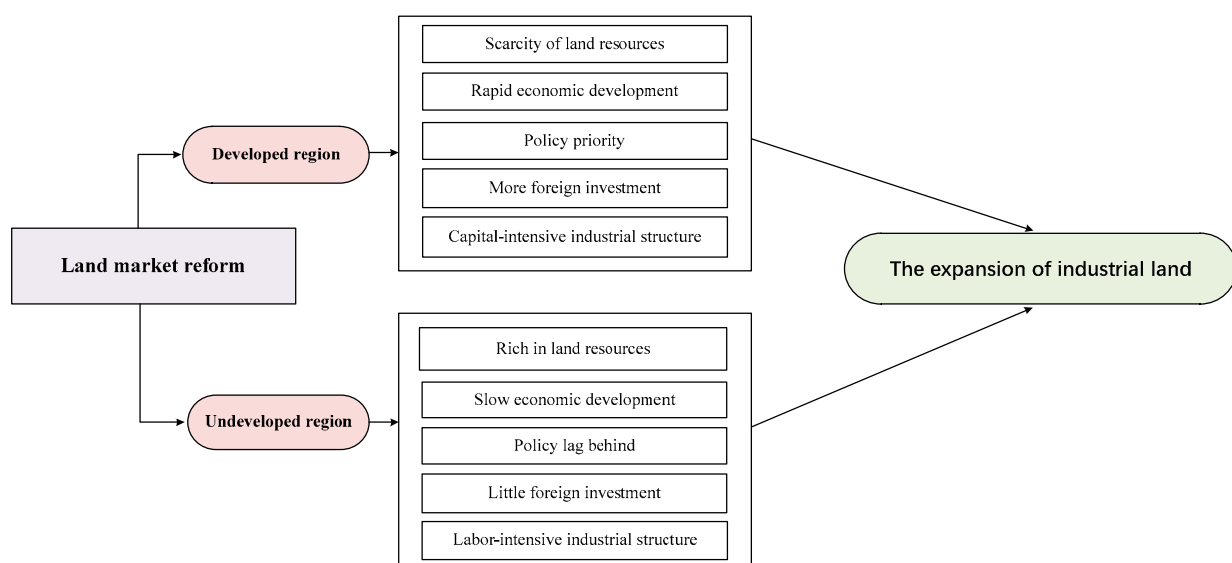 Land market reform
Developed region
Scarcity of land resources
Rapid economic development
Policy priority
More foreign investment
Capital-intensive industrial structure
Undeveloped region
Rich in land resources
Slow economic development
Policy lag behind
Little foreign investment
Labor-intensive industrial structure
The expansion of industrial land